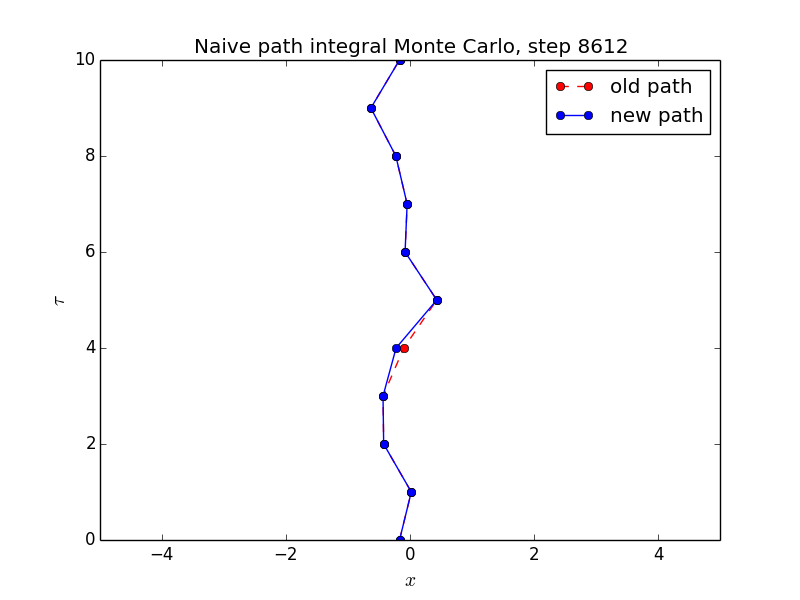 Naive path integral Monte Carlo, step 8612
10
old path
new path
8
6
τ
4
2
0
−4 −2 0 2 4
x